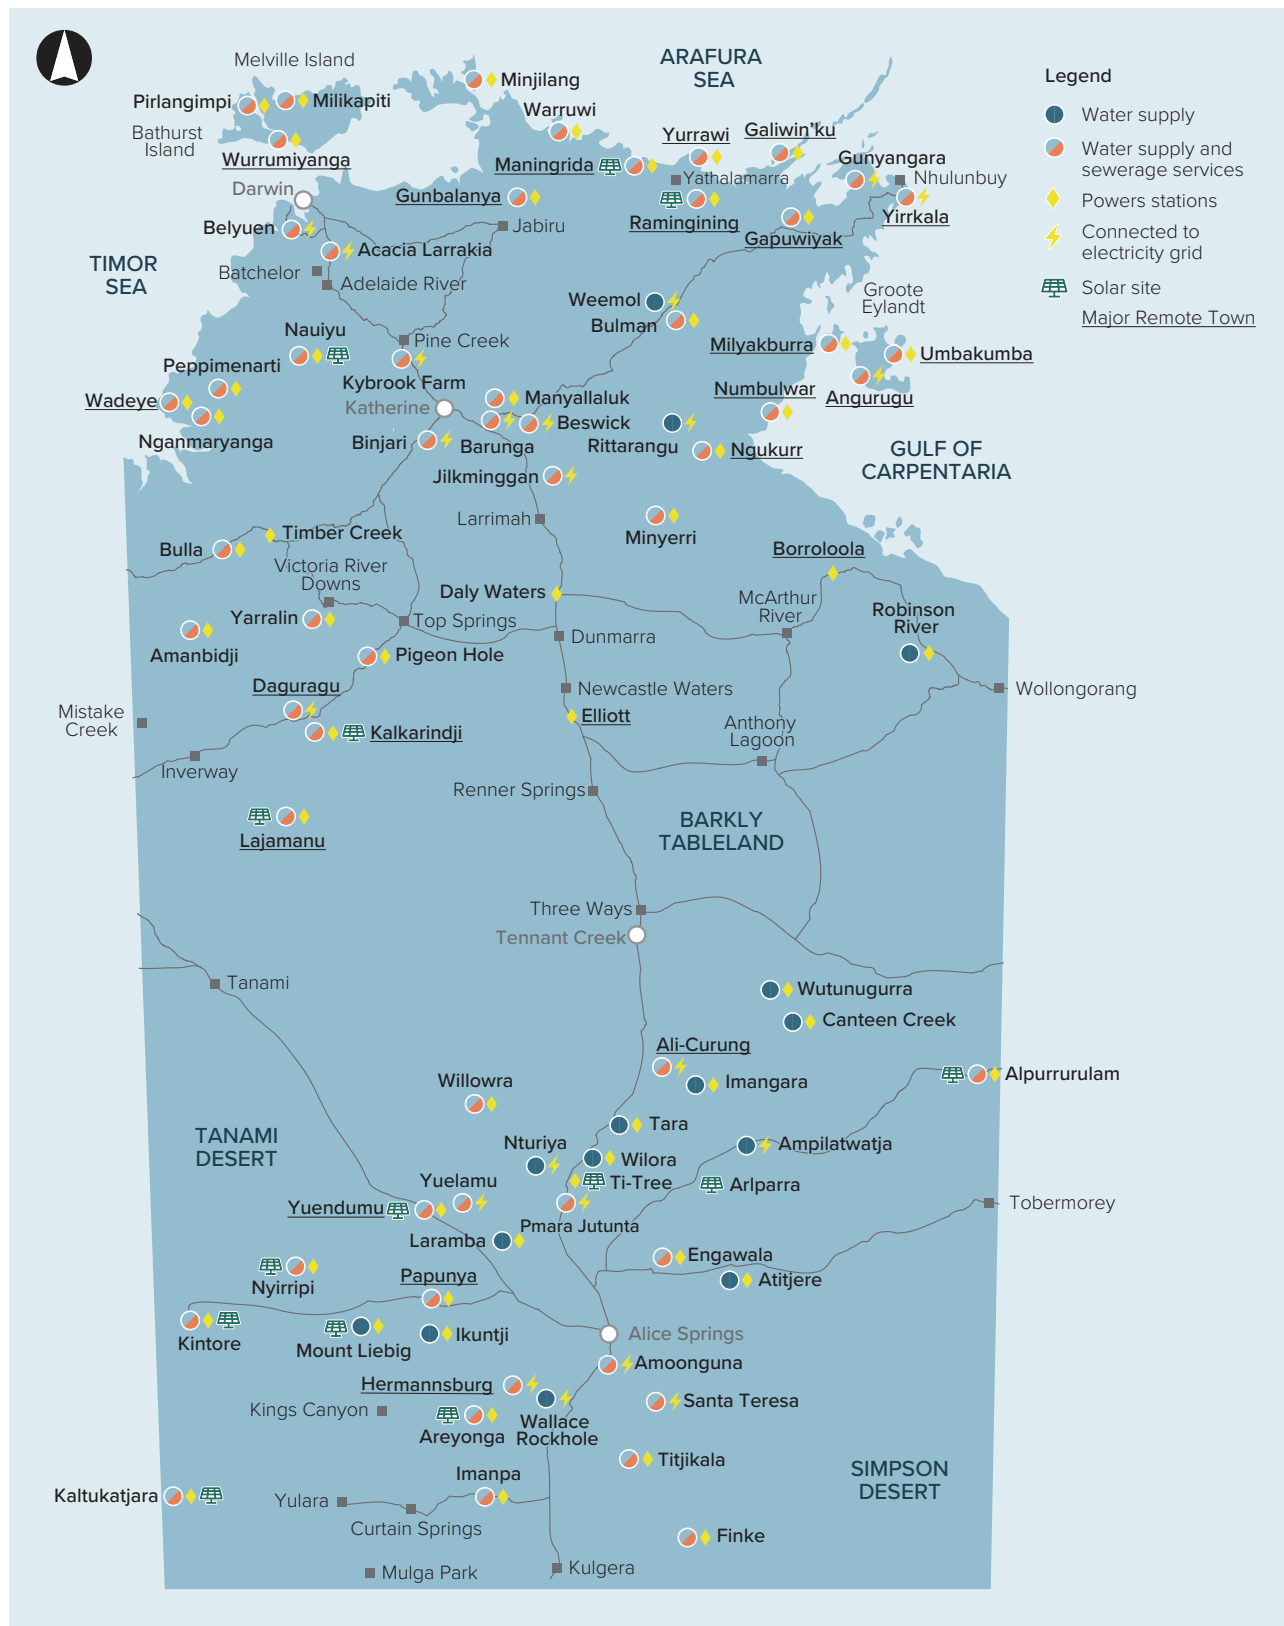 Melville Island
ARAFURA
SEA
Legend
Minjilang
Pirlangimpi
Milikapiti
Warruwi
Water supply
Bathurst
Island
Yurrawi
Galiwin'ku
Water supply and
sewerage services
Wurrumiyanga
Maningrida
Gunyangara
Yathalamarra
Nhulunbuy
Darwin
Gunbalanya
Powers stations
Ramingining
Yirrkala
Belyuen
Jabiru
Gapuwiyak
Connected to
electricity grid
Acacia Larrakia
TIMOR
SEA
Batchelor
Adelaide River
Solar site
Groote
Eylandt
Weemol
Major Remote Town
Bulman
Nauiyu
Pine Creek
Milyakburra
Umbakumba
Peppimenarti
Kybrook Farm
Numbulwar
Angurugu
Wadeye
Manyallaluk
Katherine
Beswick
Nganmaryanga
Binjari
Barunga
Rittarangu
Ngukurr
GULF OF
CARPENTARIA
Jilkminggan
Larrimah
Minyerri
Timber Creek
Bulla
Borroloola
Victoria River
Downs
Daly Waters
McArthur
River
Robinson
River
Yarralin
Top Springs
Dunmarra
Amanbidji
Pigeon Hole
Daguragu
Newcastle Waters
Wollongorang
Mistake
Creek
Elliott
Kalkarindji
Anthony
Lagoon
Inverway
Renner Springs
BARKLY
TABLELAND
Lajamanu
Three Ways
Tennant Creek
Tanami
Wutunugurra
Canteen Creek
Ali-Curung
Alpurrurulam
Willowra
Imangara
Tara
TANAMI
DESERT
Nturiya
Ampilatwatja
Wilora
Yuelamu
Ti-Tree
Arlparra
Yuendumu
Tobermorey
Pmara Jutunta
Laramba
Engawala
Nyirripi
Papunya
Atitjere
Kintore
Mount Liebig
Ikuntji
Alice Springs
Amoonguna
Hermannsburg
Santa Teresa
Kings Canyon
Wallace
Rockhole
Areyonga
Titjikala
Imanpa
SIMPSON
DESERT
Kaltukatjara
Yulara
Curtain Springs
Finke
Mulga Park
Kulgera